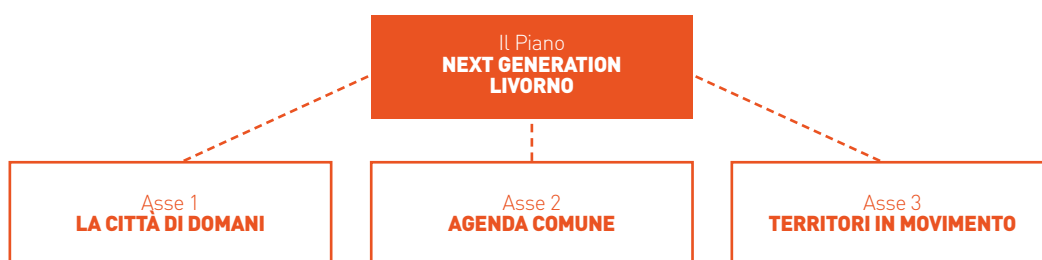 Il Piano
NEXT GENERATION
LIVORNO
Asse 1
LA CITTÀ DI DOMANI
Asse 2
AGENDA COMUNE
Asse 3
TERRITORI IN MOVIMENTO